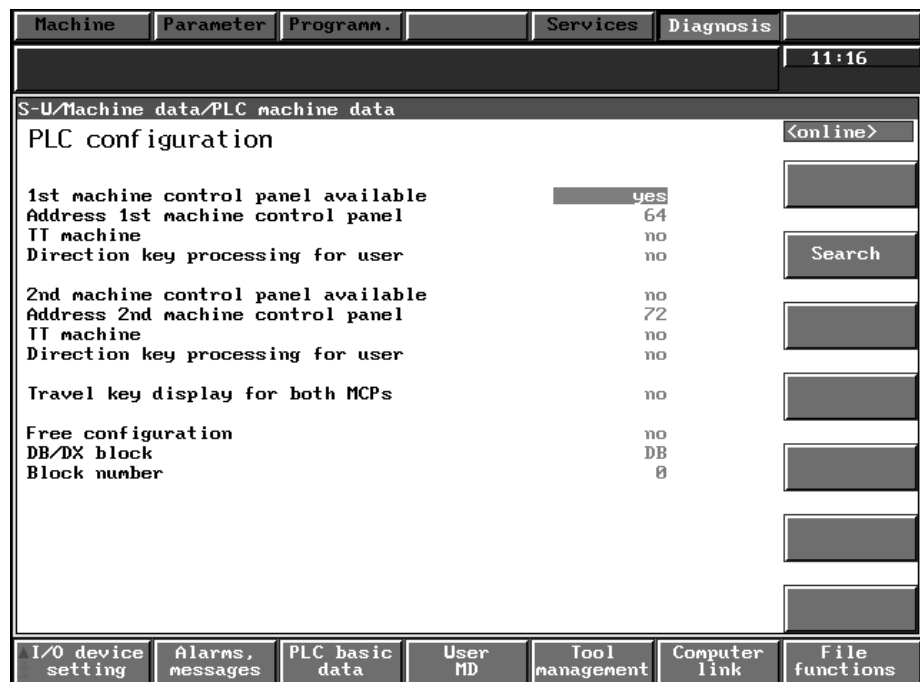 Machine Parameter Programm. Services Diagnosis
11:16
S-U/Machine data/PLC machine data
PLC configuration
<online>
1st machine control panel available yes
Address 1st machine control panel 64
TT machine no
Direction key processing for user no
Search
2nd machine control panel available no
Address 2nd machine control panel 72
TT machine no
Direction key processing for user no
Travel key display for both MCPs no
Free configuration no
DB/DX block DB
Block number 0
I/O device setting
Alarms, messages
PLC basic data
User MD
Tool management
Computer link
File functions